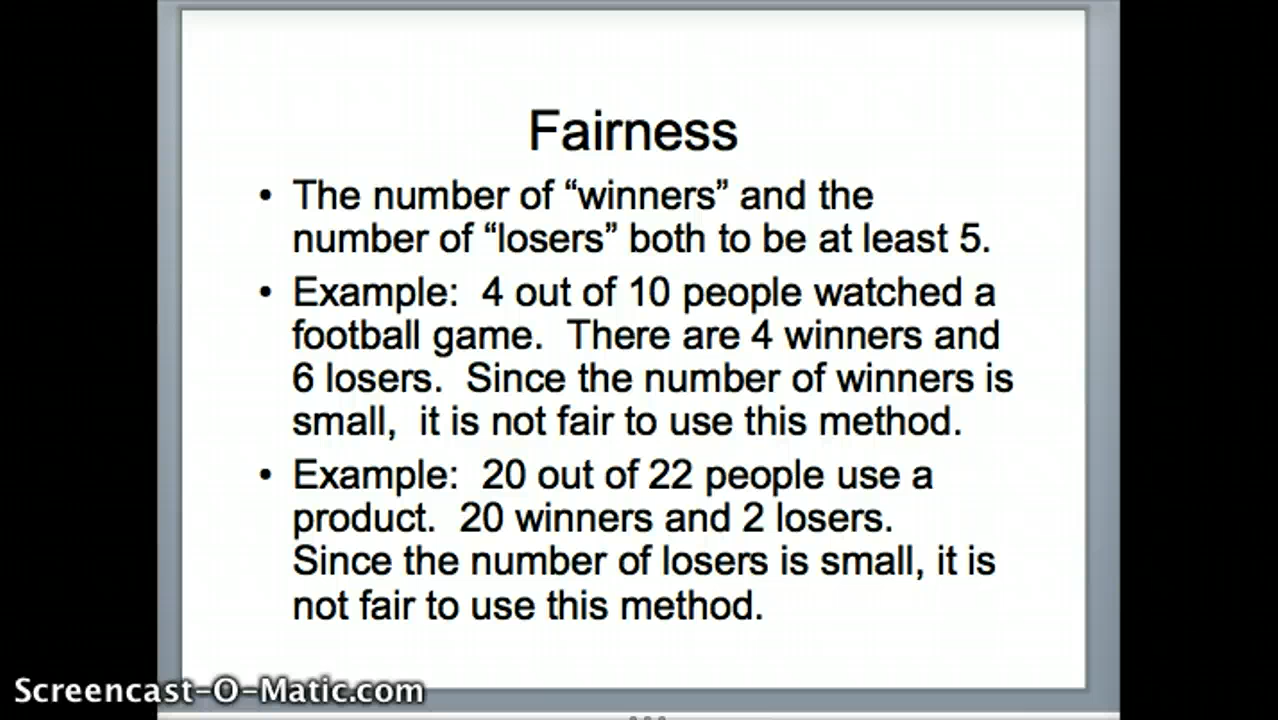 Fairness
• The number of “winners” and the
number of “losers” both to be at least 5.
• Example:  4 out of 10 people watched a
football game.  There are 4 winners and
6 losers.  Since the number of winners is
small,  it is not fair to use this method.
• Example:  20 out of 22 people use a
product.  20 winners and 2 losers.
Since the number of losers is small, it is
not fair to use this method.
Screencast-O-Matic.com